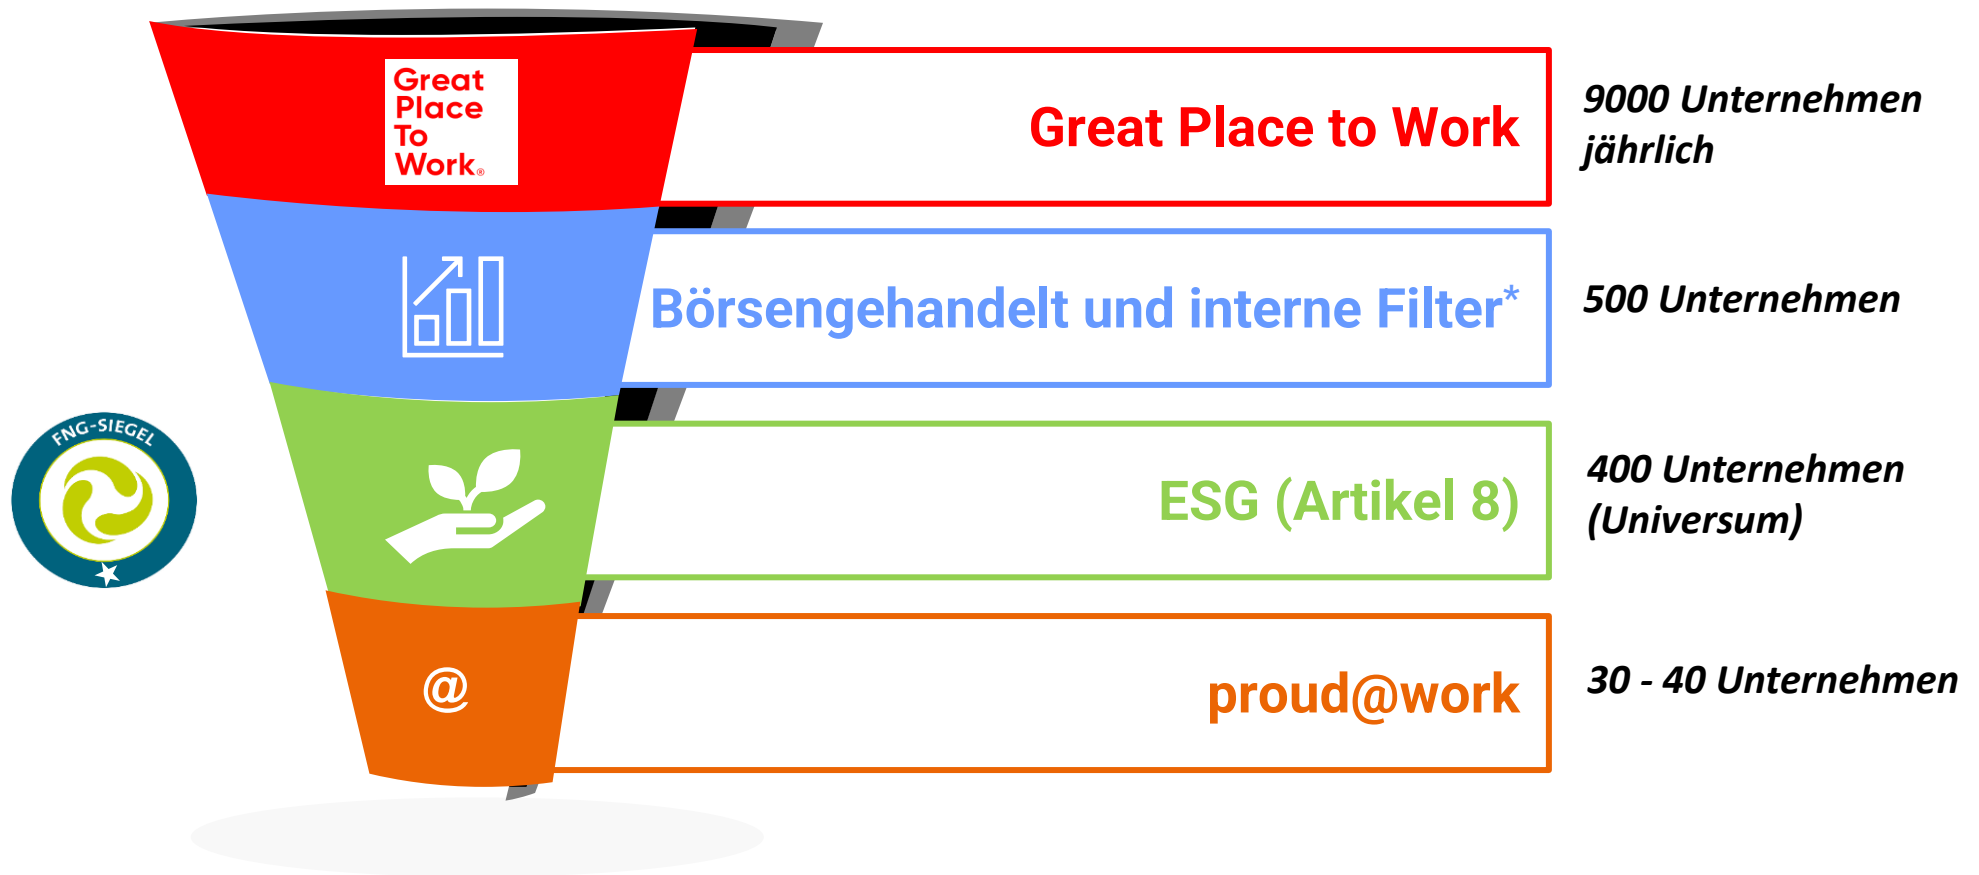 Great
Place
To
Work®
Great Place to Work
9000 Unternehmen
jährlich
Börsengehandelt und interne Filter*
500 Unternehmen
FNG-SIEGEL
ESG (Artikel 8)
400 Unternehmen
(Universum)
@
proud@work
30 - 40 Unternehmen